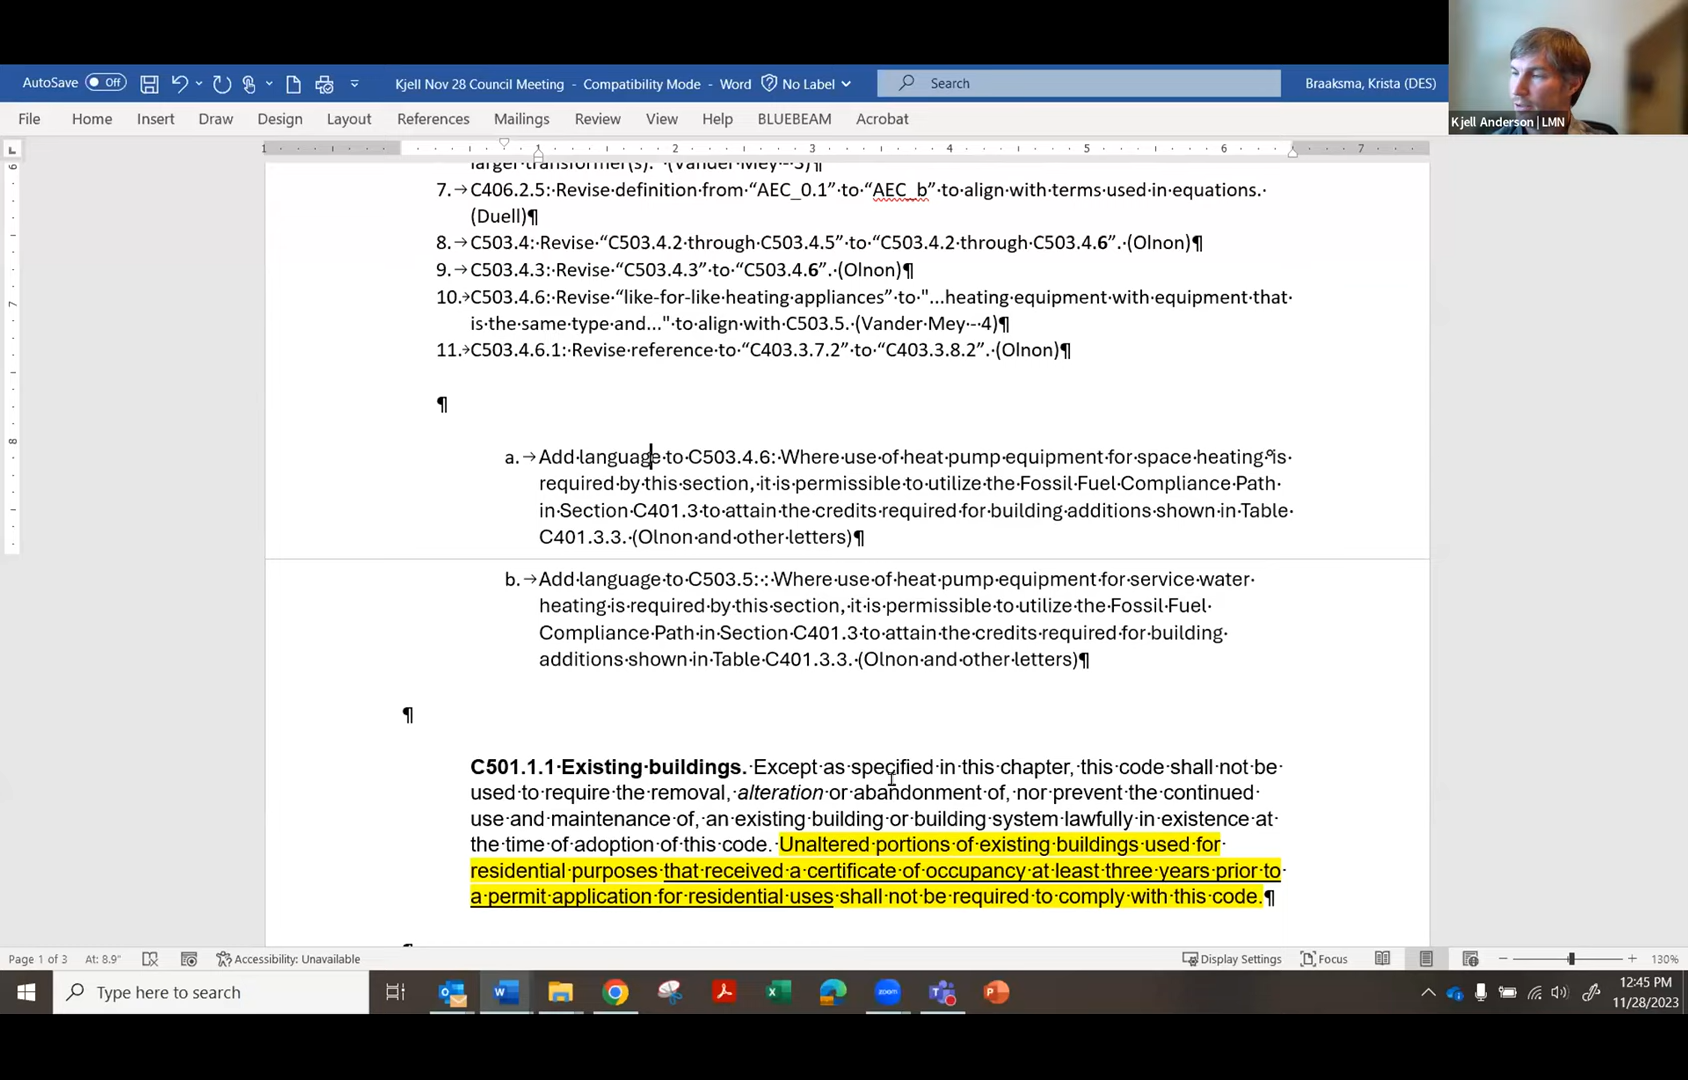 AutoSave Off Kjell Nov 28 Council Meeting - Compatibility Mode - Word No Label Search Braaksma, Krista (DES)
Kjell Anderson | LMN
File Home Insert Draw Design Layout References Mailings Review View Help BLUEBEAM Acrobat
1 1 2 3 4 5 6 7
larger transformer(s). (Vander Mey - 3)¶
7. C406.2.5: Revise definition from “AEC_0.1” to “AEC_b” to align with terms used in equations.
(Duell)¶
8. C503.4: Revise “C503.4.2 through C503.4.5” to “C503.4.2 through C503.4.6”. (Olnon)¶
9. C503.4.3: Revise “C503.4.3” to “C503.4.6”. (Olnon)¶
10. C503.4.6: Revise “like-for-like heating appliances” to "...heating equipment with equipment that
is the same type and..." to align with C503.5. (Vander Mey - 4)¶
11. C503.4.6.1: Revise reference to “C403.3.7.2” to “C403.3.8.2”. (Olnon)¶
¶
a. Add language to C503.4.6: Where use of heat pump equipment for space heating is
required by this section, it is permissible to utilize the Fossil Fuel Compliance Path
in Section C401.3 to attain the credits required for building additions shown in Table
C401.3.3. (Olnon and other letters)¶
b. Add language to C503.5: : Where use of heat pump equipment for service water
heating is required by this section, it is permissible to utilize the Fossil Fuel
Compliance Path in Section C401.3 to attain the credits required for building
additions shown in Table C401.3.3. (Olnon and other letters)¶
¶
C501.1.1 Existing buildings. Except as specified in this chapter, this code shall not be
used to require the removal, alteration or abandonment of, nor prevent the continued
use and maintenance of, an existing building or building system lawfully in existence at
the time of adoption of this code. Unaltered portions of existing buildings used for
residential purposes that received a certificate of occupancy at least three years prior to
a permit application for residential uses shall not be required to comply with this code.¶
¶
Page 1 of 3 At: 8.9" Accessibility: Unavailable Display Settings Focus 130%
Type here to search 12:45 PM
11/28/2023